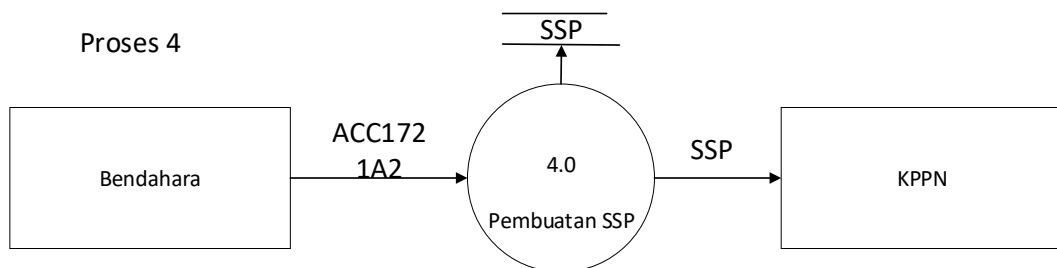 SSP
Proses 4
ACC172
1A2
SSP
Bendahara
4.0
Pembuatan SSP
KPPN